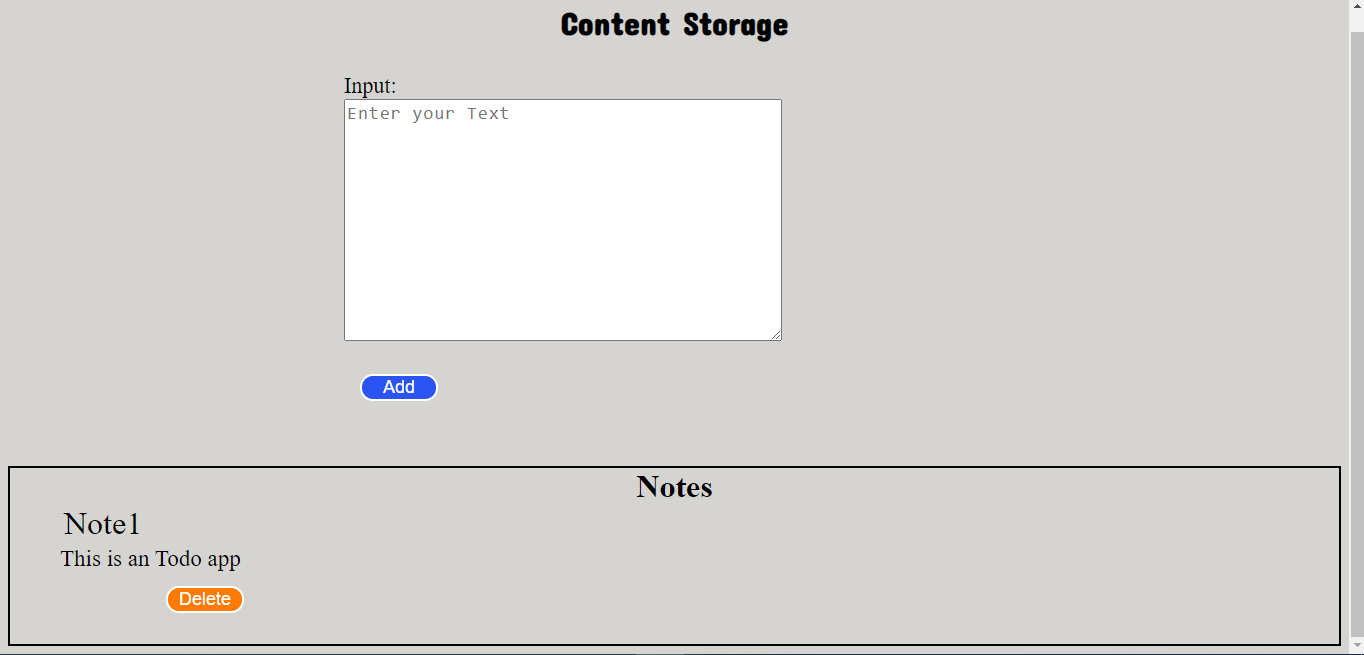 Content Storage
Input:
Enter your Text
Add
Notes
Note1
This is an Todo app
Delete